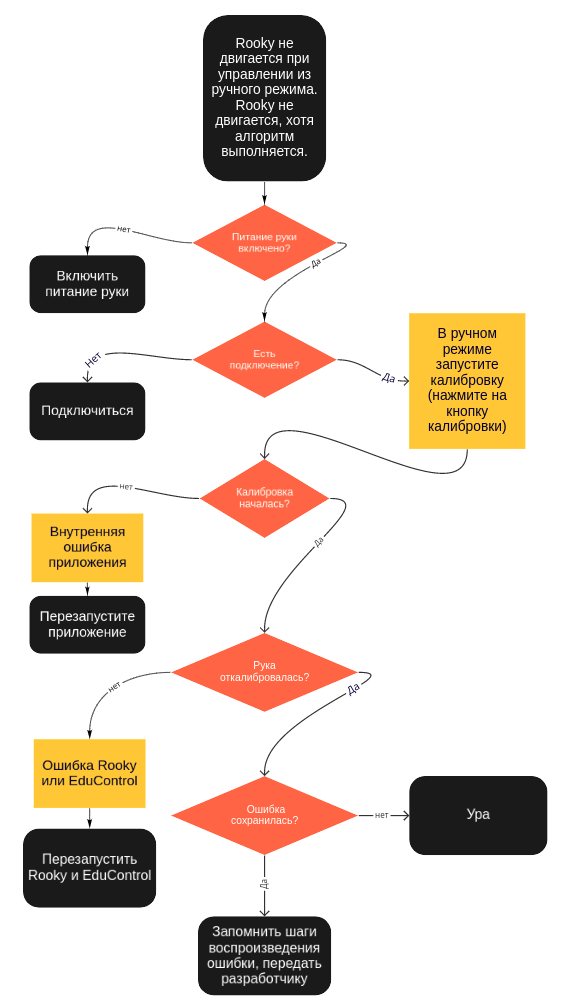 Rooky не
двигается при
управлении из
ручного режима.
Rooky не
двигается, хотя
алгоритм
выполняется.
Питание руки
включено?
нет
Да
Включить
питание руки
Есть
подключение?
Нет
Да
Подключиться
В ручном
режиме
запустите
калибровку
(нажмите на
кнопку
калибровки)
Калибровка
началась?
нет
Да
Внутренняя
ошибка
приложения
Перезапустите
приложение
Рука
откалибровалась?
нет
Да
Ошибка Rooky
или EduControl
Перезапустить
Rooky и EduControl
Ошибка
сохранилась?
нет
Ура
Да
Запомнить шаги
воспроизведения
ошибки, передать
разработчику